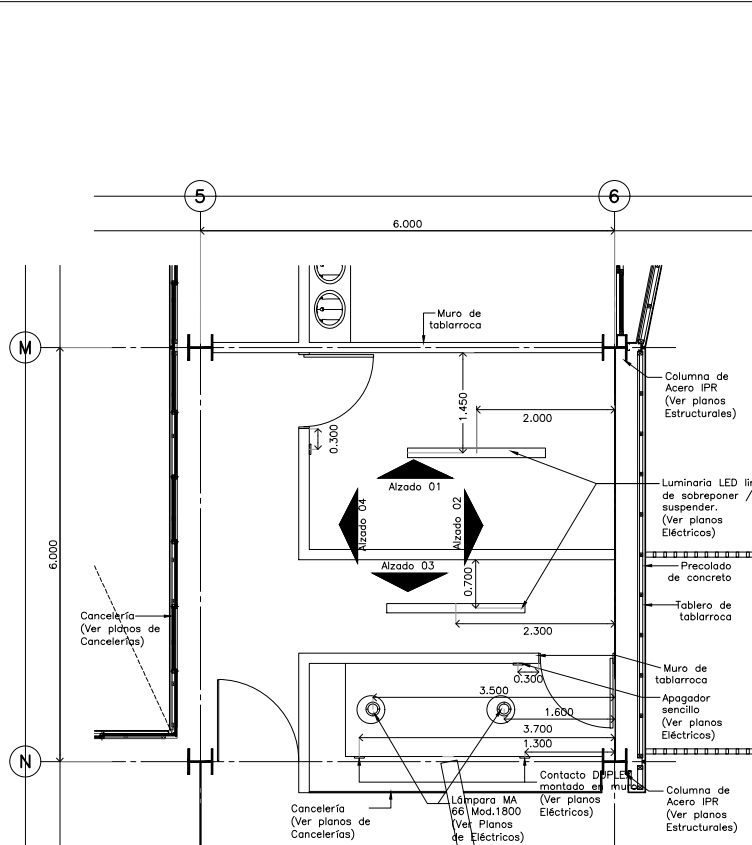 5
6
6.000
M
Muro de
tablarroca
Columna de
Acero IPR
(Ver planos
Estructurales)
1.450
2.000
0.300
Alzado 01
Luminaria LED lin
de sobreponer /
suspender.
(Ver planos
Eléctricos)
Alzado 04
Alzado 02
6.000
Alzado 03
0.700
Precolado
de concreto
Cancelería
(Ver planos de
Cancelerías)
Tablero de
tablarroca
2.300
Muro de
tablarroca
0.300
3.500
Apagador
sencillo
(Ver planos
Eléctricos)
1.600
3.700
1.300
N
Contacto DUPLEX
montado en muro
(Ver planos
Eléctricos)
Columna de
Acero IPR
(Ver planos
Estructurales)
Cancelería
(Ver planos de
Cancelerías)
Lámpara MA
66 Mod.1800
(Ver Planos
de Eléctricos)